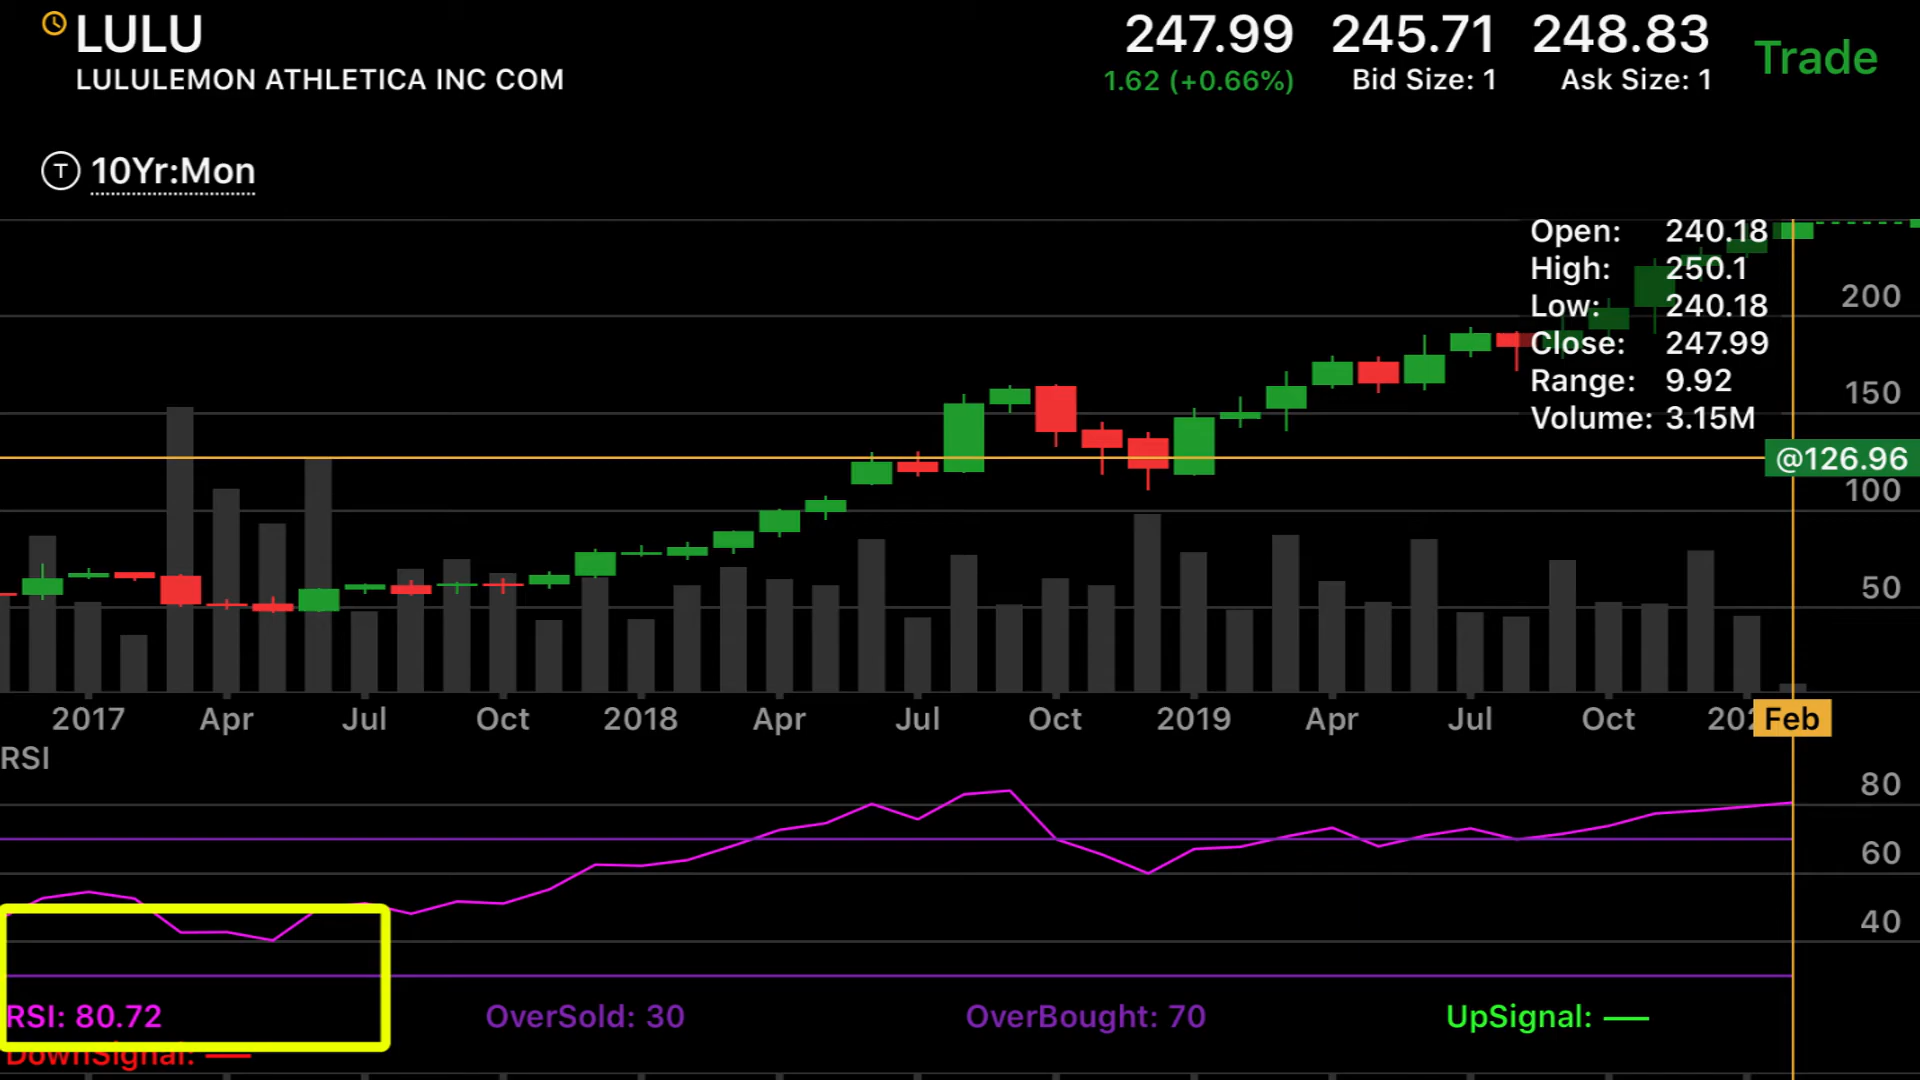 LULU 247.99 245.71 248.83 Trade
LULULEMON ATHLETICA INC COM 1.62 (+0.66%) Bid Size: 1 Ask Size: 1
T 10Yr:Mon
Open: 240.18
High: 250.1
Low: 240.18
Close: 247.99
Range: 9.92
Volume: 3.15M
200
150
@126.96
100
50
2017 Apr Jul Oct 2018 Apr Jul Oct 2019 Apr Jul Oct 202 Feb
RSI
80
60
40
RSI: 80.72 OverSold: 30 OverBought: 70 UpSignal: —
DownSignal: —